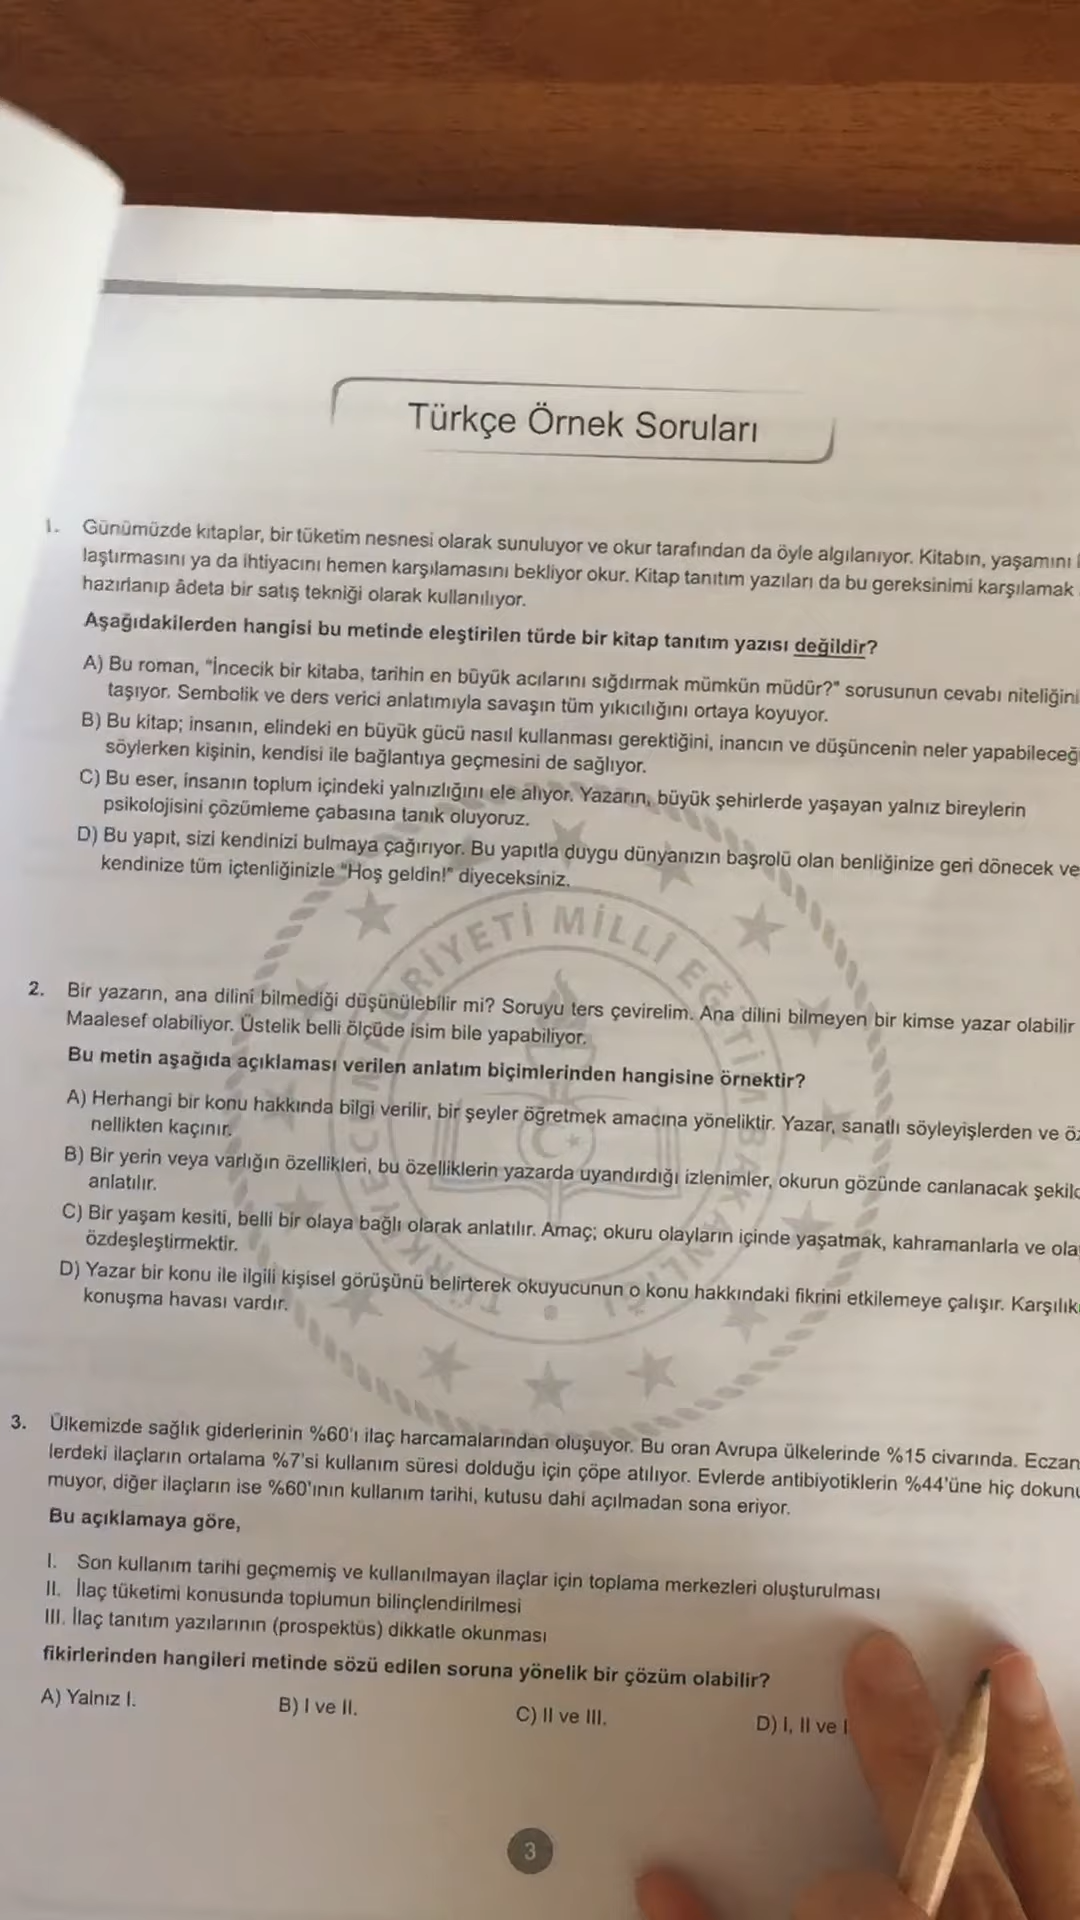 Türkçe Örnek Soruları
1. Günümüzde kitaplar, bir tüketim nesnesi olarak sunuluyor ve okur tarafından da öyle algılanıyor. Kitabın, yaşamını
laştırmasını ya da ihtiyacını hemen karşılamasını bekliyor okur. Kitap tanıtım yazıları da bu gereksinimi karşılamak
hazırlanıp âdeta bir satış tekniği olarak kullanılıyor.
Aşağıdakilerden hangisi bu metinde eleştirilen türde bir kitap tanıtım yazısı değildir?
A) Bu roman, "İncecik bir kitaba, tarihin en büyük acılarını sığdırmak mümkün müdür?" sorusunun cevabı niteliğini
taşıyor. Sembolik ve ders verici anlatımıyla savaşın tüm yıkıcılığını ortaya koyuyor.
B) Bu kitap; insanın, elindeki en büyük gücü nasıl kullanması gerektiğini, inancın ve düşüncenin neler yapabileceğ
söylerken kişinin, kendisi ile bağlantıya geçmesini de sağlıyor.
C) Bu eser, insanın toplum içindeki yalnızlığını ele alıyor. Yazarın, büyük şehirlerde yaşayan yalnız bireylerin
psikolojisini çözümleme çabasına tanık oluyoruz.
D) Bu yapıt, sizi kendinizi bulmaya çağırıyor. Bu yapıtla duygu dünyanızın başrolü olan benliğinize geri dönecek ve
kendinize tüm içtenliğinizle "Hoş geldin!" diyeceksiniz.
2. Bir yazarın, ana dilini bilmediği düşünülebilir mi? Soruyu ters çevirelim. Ana dilini bilmeyen bir kimse yazar olabilir
Maalesef olabiliyor. Üstelik belli ölçüde isim bile yapabiliyor.
Bu metin aşağıda açıklaması verilen anlatım biçimlerinden hangisine örnektir?
A) Herhangi bir konu hakkında bilgi verilir, bir şeyler öğretmek amacına yöneliktir. Yazar, sanatlı söyleyişlerden ve öz
nellikten kaçınır.
B) Bir yerin veya varlığın özellikleri, bu özelliklerin yazarda uyandırdığı izlenimler, okurun gözünde canlanacak şekild
anlatılır.
C) Bir yaşam kesiti, belli bir olaya bağlı olarak anlatılır. Amaç; okuru olayların içinde yaşatmak, kahramanlarla ve ola
özdeşleştirmektir.
D) Yazar bir konu ile ilgili kişisel görüşünü belirterek okuyucunun o konu hakkındaki fikrini etkilemeye çalışır. Karşılık
konuşma havası vardır.
3. Ülkemizde sağlık giderlerinin %60'ı ilaç harcamalarından oluşuyor. Bu oran Avrupa ülkelerinde %15 civarında. Eczan
lerdeki ilaçların ortalama %7'si kullanım süresi dolduğu için çöpe atılıyor. Evlerde antibiyotiklerin %44'üne hiç dokunu
muyor, diğer ilaçların ise %60'ının kullanım tarihi, kutusu dahi açılmadan sona eriyor.
Bu açıklamaya göre,
I. Son kullanım tarihi geçmemiş ve kullanılmayan ilaçlar için toplama merkezleri oluşturulması
II. İlaç tüketimi konusunda toplumun bilinçlendirilmesi
III. İlaç tanıtım yazılarının (prospektüs) dikkatle okunması
fikirlerinden hangileri metinde sözü edilen soruna yönelik bir çözüm olabilir?
A) Yalnız I. B) I ve II. C) II ve III. D) I, II ve I
3